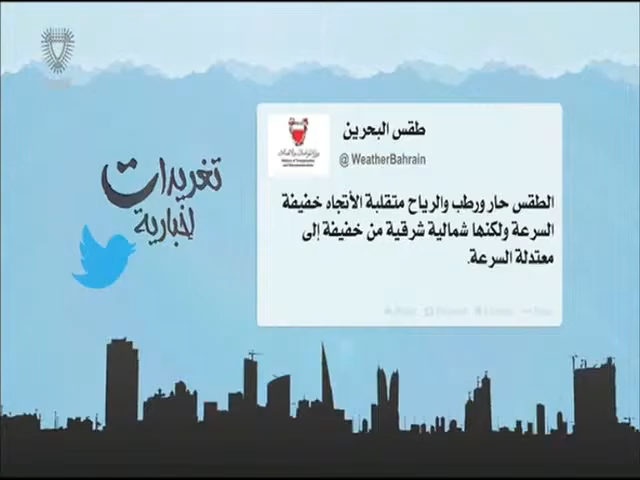 طقس البحرين
@WeatherBahrain
تغريدات
إخبارية
الطقس حار ورطب والرياح متقلبة الأتجاه خفيفة
السرعة ولكنها شمالية شرقية من خفيفة إلى
معتدلة السرعة.